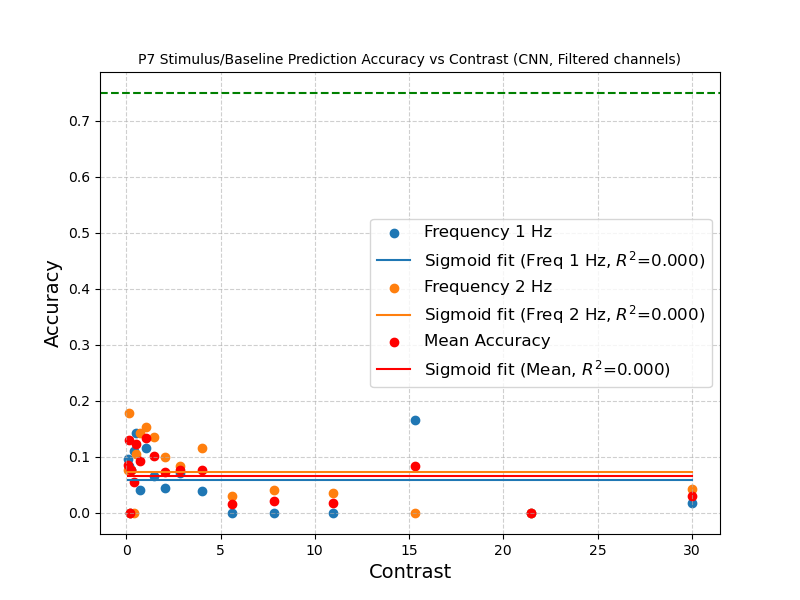 P7 Stimulus/Baseline Prediction Accuracy vs Contrast (CNN, Filtered channels)
Accuracy
0.7
0.6
0.5
0.4
0.3
0.2
0.1
0.0
Frequency 1 Hz
Sigmoid fit (Freq 1 Hz, R²=0.000)
Frequency 2 Hz
Sigmoid fit (Freq 2 Hz, R²=0.000)
Mean Accuracy
Sigmoid fit (Mean, R²=0.000)
0 5 10 15 20 25 30
Contrast